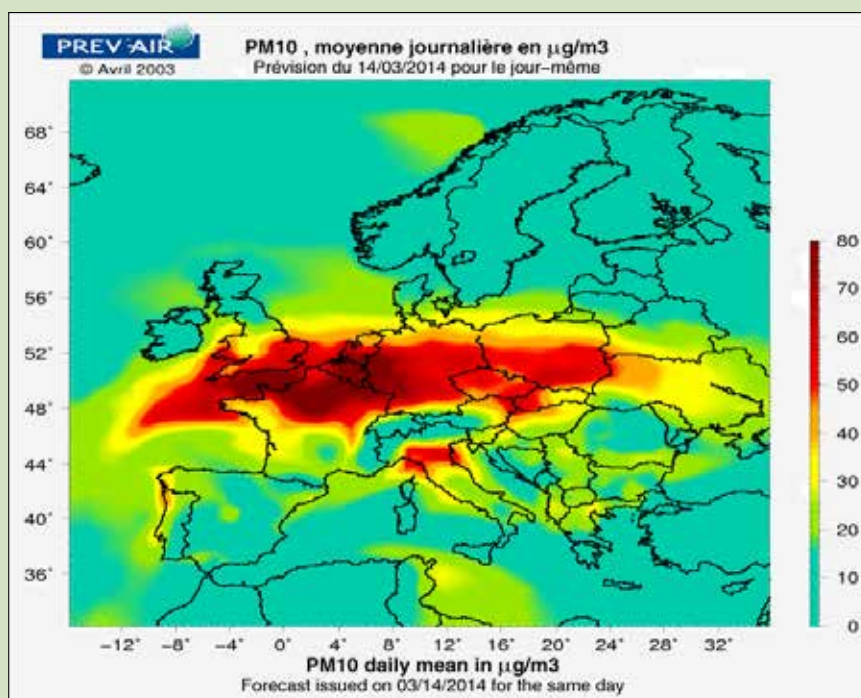 PREV'AIR
© Avril 2003
PM10 , moyenne journalière en µg/m3
Prévision du 14/03/2014 pour le jour-même
68°
64°
60°
56°
52°
48°
44°
40°
36°
80
70
60
50
40
30
20
10
0
-12° -8° -4° 0° 4° 8° 12° 16° 20° 24° 28° 32°
PM10 daily mean in µg/m3
Forecast issued on 03/14/2014 for the same day